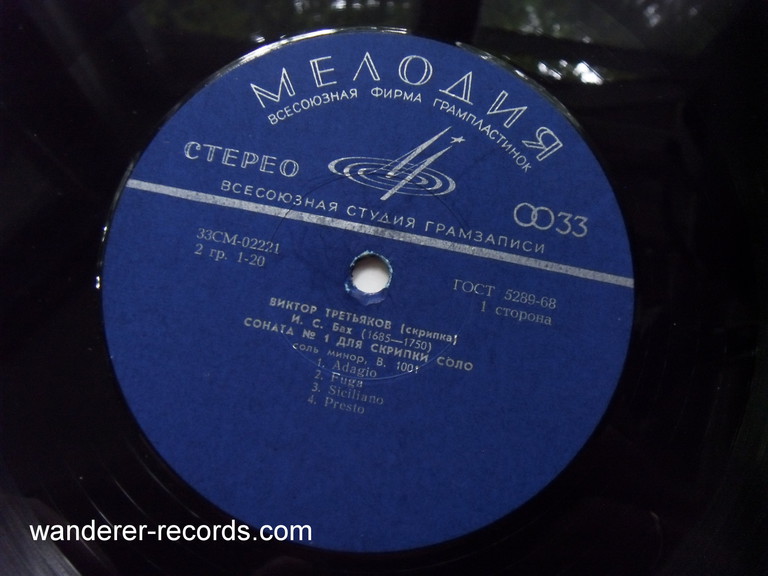 МЕЛОДИЯ
ВСЕСОЮЗНАЯ ФИРМА ГРАМПЛАСТИНОК
СТЕРЕО
33
ВСЕСОЮЗНАЯ СТУДИЯ ГРАМЗАПИСИ
33СМ-02221
2 гр. 1-20
ГОСТ 5289-68
1 сторона
ВИКТОР ТРЕТЬЯКОВ (скрипка)
И. С. Бах (1685—1750)
СОНАТА № 1 ДЛЯ СКРИПКИ СОЛО
соль минор, В. 1001
1. Adagio
2. Fuga
3. Siciliano
4. Presto
wanderer-records.com